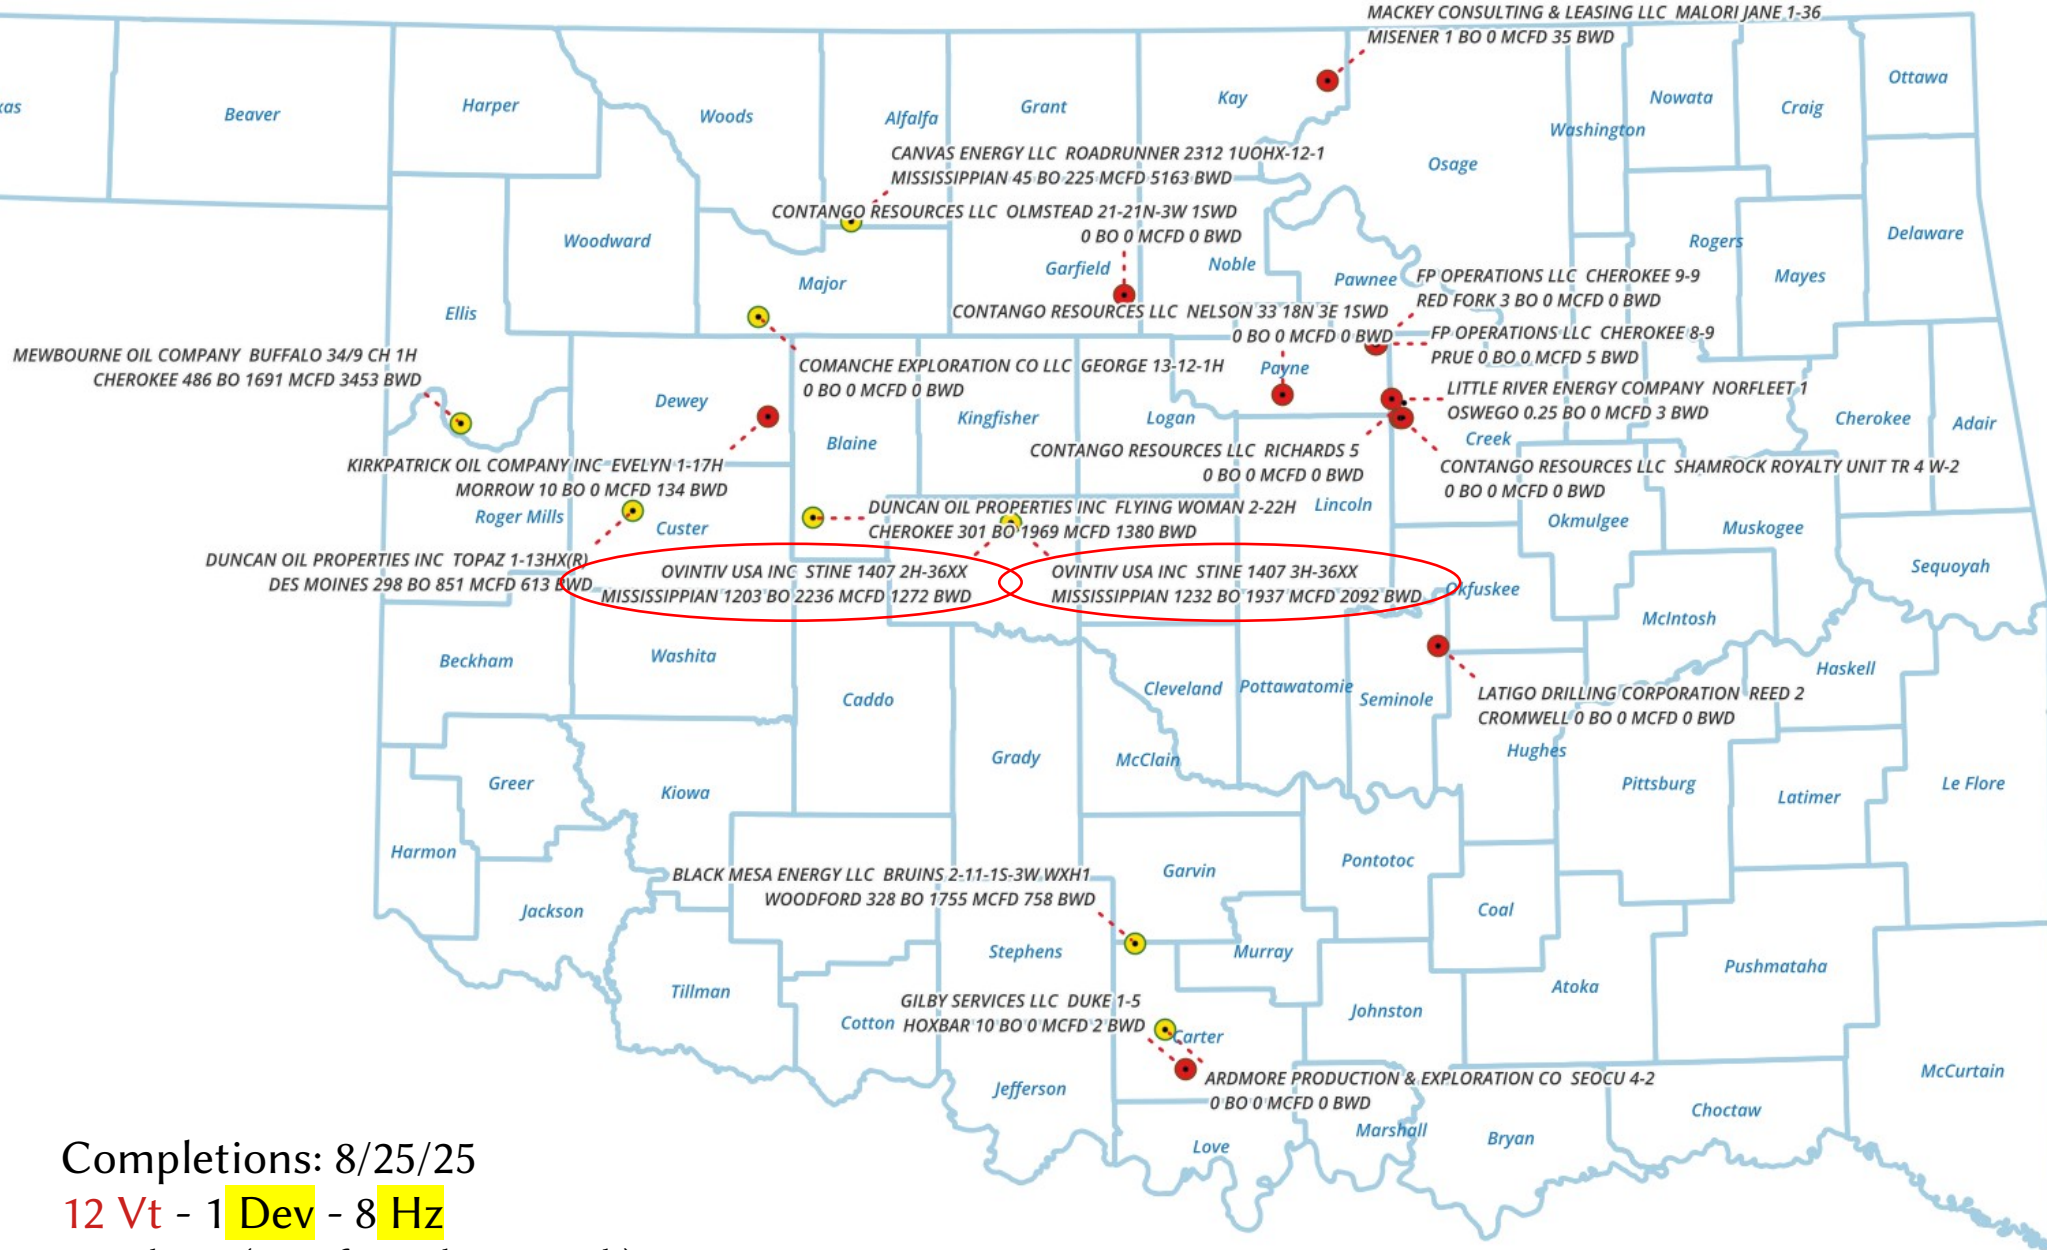 MACKEY CONSULTING & LEASING LLC  MALORI JANE 1-36
MISENER 1 BO 0 MCFD 35 BWD
Beaver
Harper
Woods
Alfalfa
Grant
Kay
Osage
Washington
Nowata
Craig
Ottawa
CANVAS ENERGY LLC  ROADRUNNER 2312 1UOHX-12-1
MISSISSIPPIAN 45 BO 225 MCFD 5163 BWD
CONTANGO RESOURCES LLC  OLMSTEAD 21-21N-3W 1SWD
0 BO 0 MCFD 0 BWD
Woodward
Ellis
Major
Garfield
Noble
Pawnee
Rogers
Mayes
Delaware
FP OPERATIONS LLC  CHEROKEE 9-9
RED FORK 3 BO 0 MCFD 0 BWD
CONTANGO RESOURCES LLC  NELSON 33 18N 3E 1SWD
0 BO 0 MCFD 0 BWD
FP OPERATIONS LLC  CHEROKEE 8-9
PRUE 0 BO 0 MCFD 5 BWD
MEWBOURNE OIL COMPANY  BUFFALO 34/9 CH 1H
CHEROKEE 486 BO 1691 MCFD 3453 BWD
COMANCHE EXPLORATION CO LLC  GEORGE 13-12-1H
0 BO 0 MCFD 0 BWD
Payne
LITTLE RIVER ENERGY COMPANY  NORFLEET 1
OSWEGO 0.25 BO 0 MCFD 3 BWD
Dewey
Blaine
Kingfisher
Logan
Creek
Cherokee
Adair
CONTANGO RESOURCES LLC  RICHARDS 5
0 BO 0 MCFD 0 BWD
KIRKPATRICK OIL COMPANY INC  EVELYN 1-17H
MORROW 10 BO 0 MCFD 134 BWD
CONTANGO RESOURCES LLC  SHAMROCK ROYALTY UNIT TR 4 W-2
0 BO 0 MCFD 0 BWD
Roger Mills
Custer
DUNCAN OIL PROPERTIES INC  FLYING WOMAN 2-22H
CHEROKEE 301 BO 1969 MCFD 1380 BWD
Lincoln
Okmulgee
Muskogee
Sequoyah
DUNCAN OIL PROPERTIES INC  TOPAZ 1-13HX(R)
DES MOINES 298 BO 851 MCFD 613 BWD
OVINTIV USA INC  STINE 1407 2H-36XX
MISSISSIPPIAN 1203 BO 2236 MCFD 1272 BWD
OVINTIV USA INC  STINE 1407 3H-36XX
MISSISSIPPIAN 1232 BO 1937 MCFD 2092 BWD
Okfuskee
McIntosh
Haskell
Beckham
Washita
Caddo
Grady
Cleveland
McClain
Pottawatomie
Seminole
LATIGO DRILLING CORPORATION  REED 2
CROMWELL 0 BO 0 MCFD 0 BWD
Hughes
Pittsburg
Latimer
Le Flore
Greer
Kiowa
Harmon
Jackson
Garvin
Pontotoc
Coal
BLACK MESA ENERGY LLC  BRUINS 2-11-1S-3W WXH1
WOODFORD 328 BO 1755 MCFD 758 BWD
Stephens
Murray
Atoka
Pushmataha
Tillman
Cotton
GILBY SERVICES LLC  DUKE 1-5
HOXBAR 10 BO 0 MCFD 2 BWD
Carter
Johnston
ARDMORE PRODUCTION & EXPLORATION CO  SEOCU 4-2
0 BO 0 MCFD 0 BWD
Jefferson
Love
Marshall
Bryan
Choctaw
McCurtain
Completions: 8/25/25
12 Vt - 1 Dev - 8 Hz